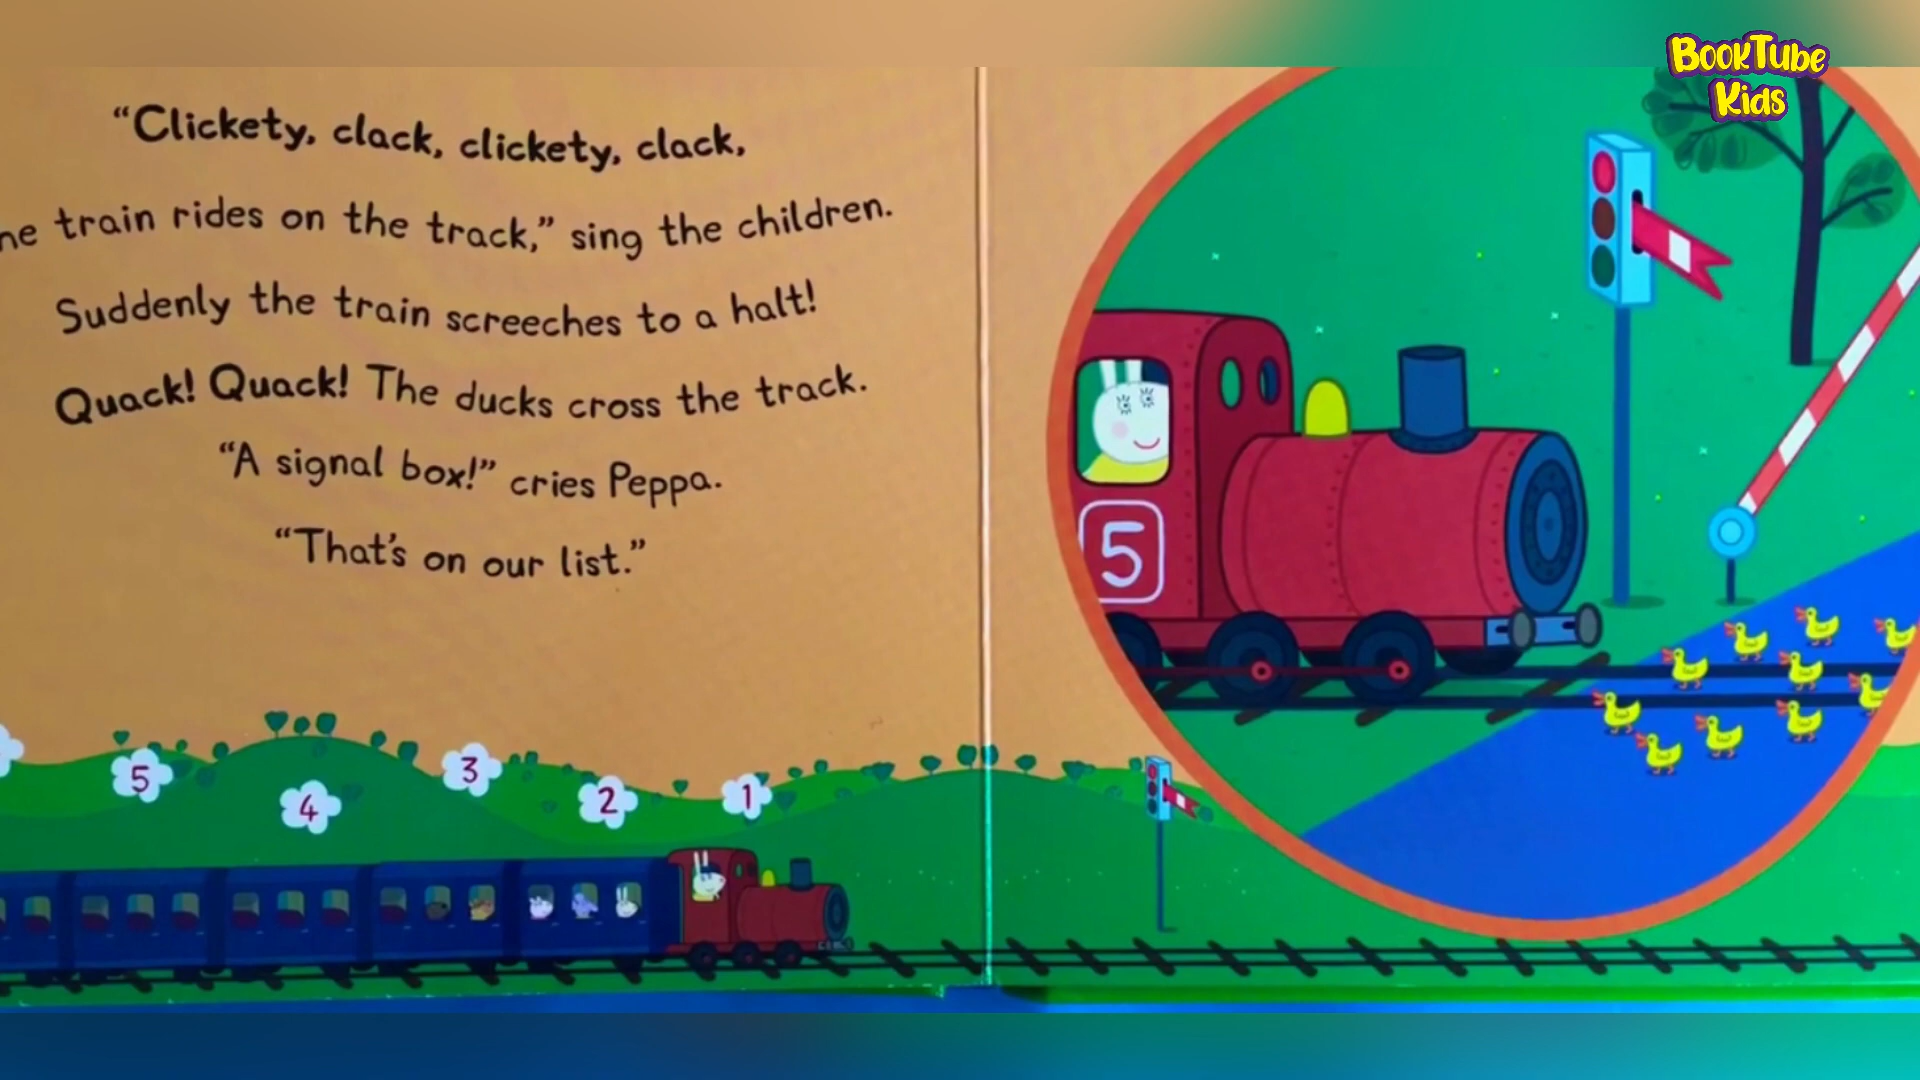 “Clickety, clack, clickety, clack,
train rides on the track,” sing the children.
Suddenly the train screeches to a halt!
Quack! Quack! The ducks cross the track.
“A signal box!” cries Peppa.
“That’s on our list.”
BookTube
Kids
5
5
4
3
2
1